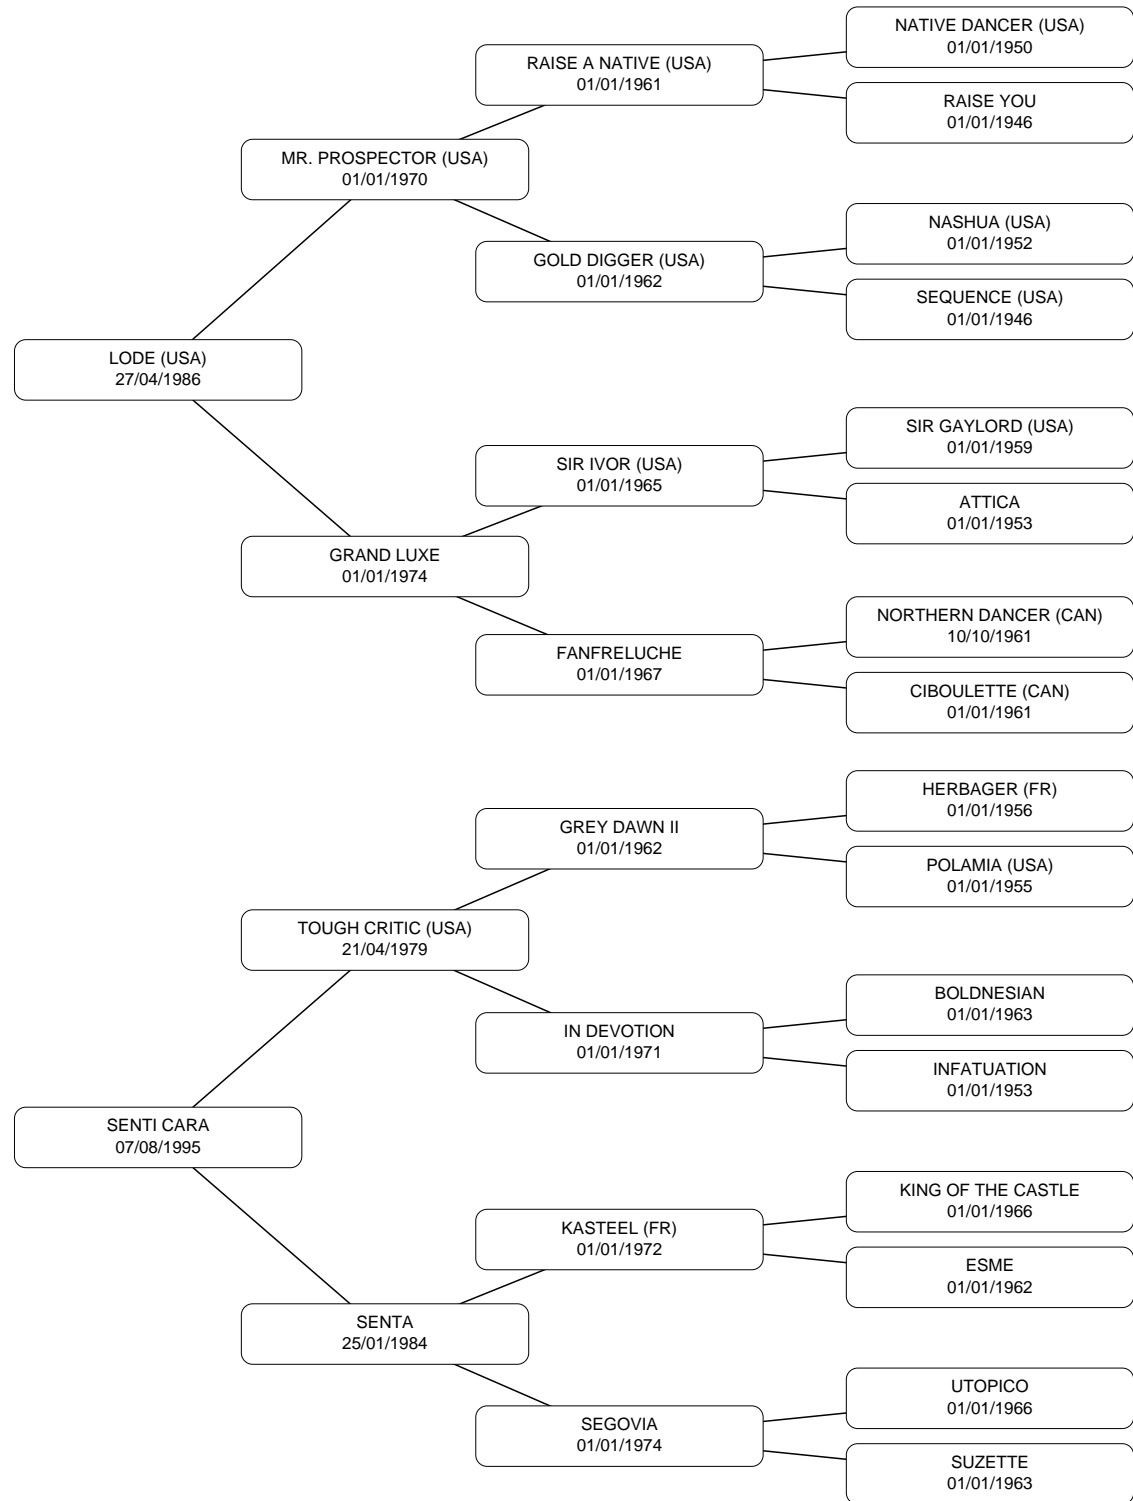 NATIVE DANCER (USA)
01/01/1950
RAISE A NATIVE (USA)
01/01/1961
RAISE YOU
01/01/1946
MR. PROSPECTOR (USA)
01/01/1970
NASHUA (USA)
01/01/1952
GOLD DIGGER (USA)
01/01/1962
SEQUENCE (USA)
01/01/1946
LODE (USA)
27/04/1986
SIR GAYLORD (USA)
01/01/1959
SIR IVOR (USA)
01/01/1965
ATTICA
01/01/1953
GRAND LUXE
01/01/1974
NORTHERN DANCER (CAN)
10/10/1961
FANFRELUCHE
01/01/1967
CIBOULETTE (CAN)
01/01/1961
HERBAGER (FR)
01/01/1956
GREY DAWN II
01/01/1962
POLAMIA (USA)
01/01/1955
TOUGH CRITIC (USA)
21/04/1979
BOLDNESIAN
01/01/1963
IN DEVOTION
01/01/1971
INFATUATION
01/01/1953
SENTI CARA
07/08/1995
KING OF THE CASTLE
01/01/1966
KASTEEL (FR)
01/01/1972
ESME
01/01/1962
SENTA
25/01/1984
UTOPICO
01/01/1966
SEGOVIA
01/01/1974
SUZETTE
01/01/1963